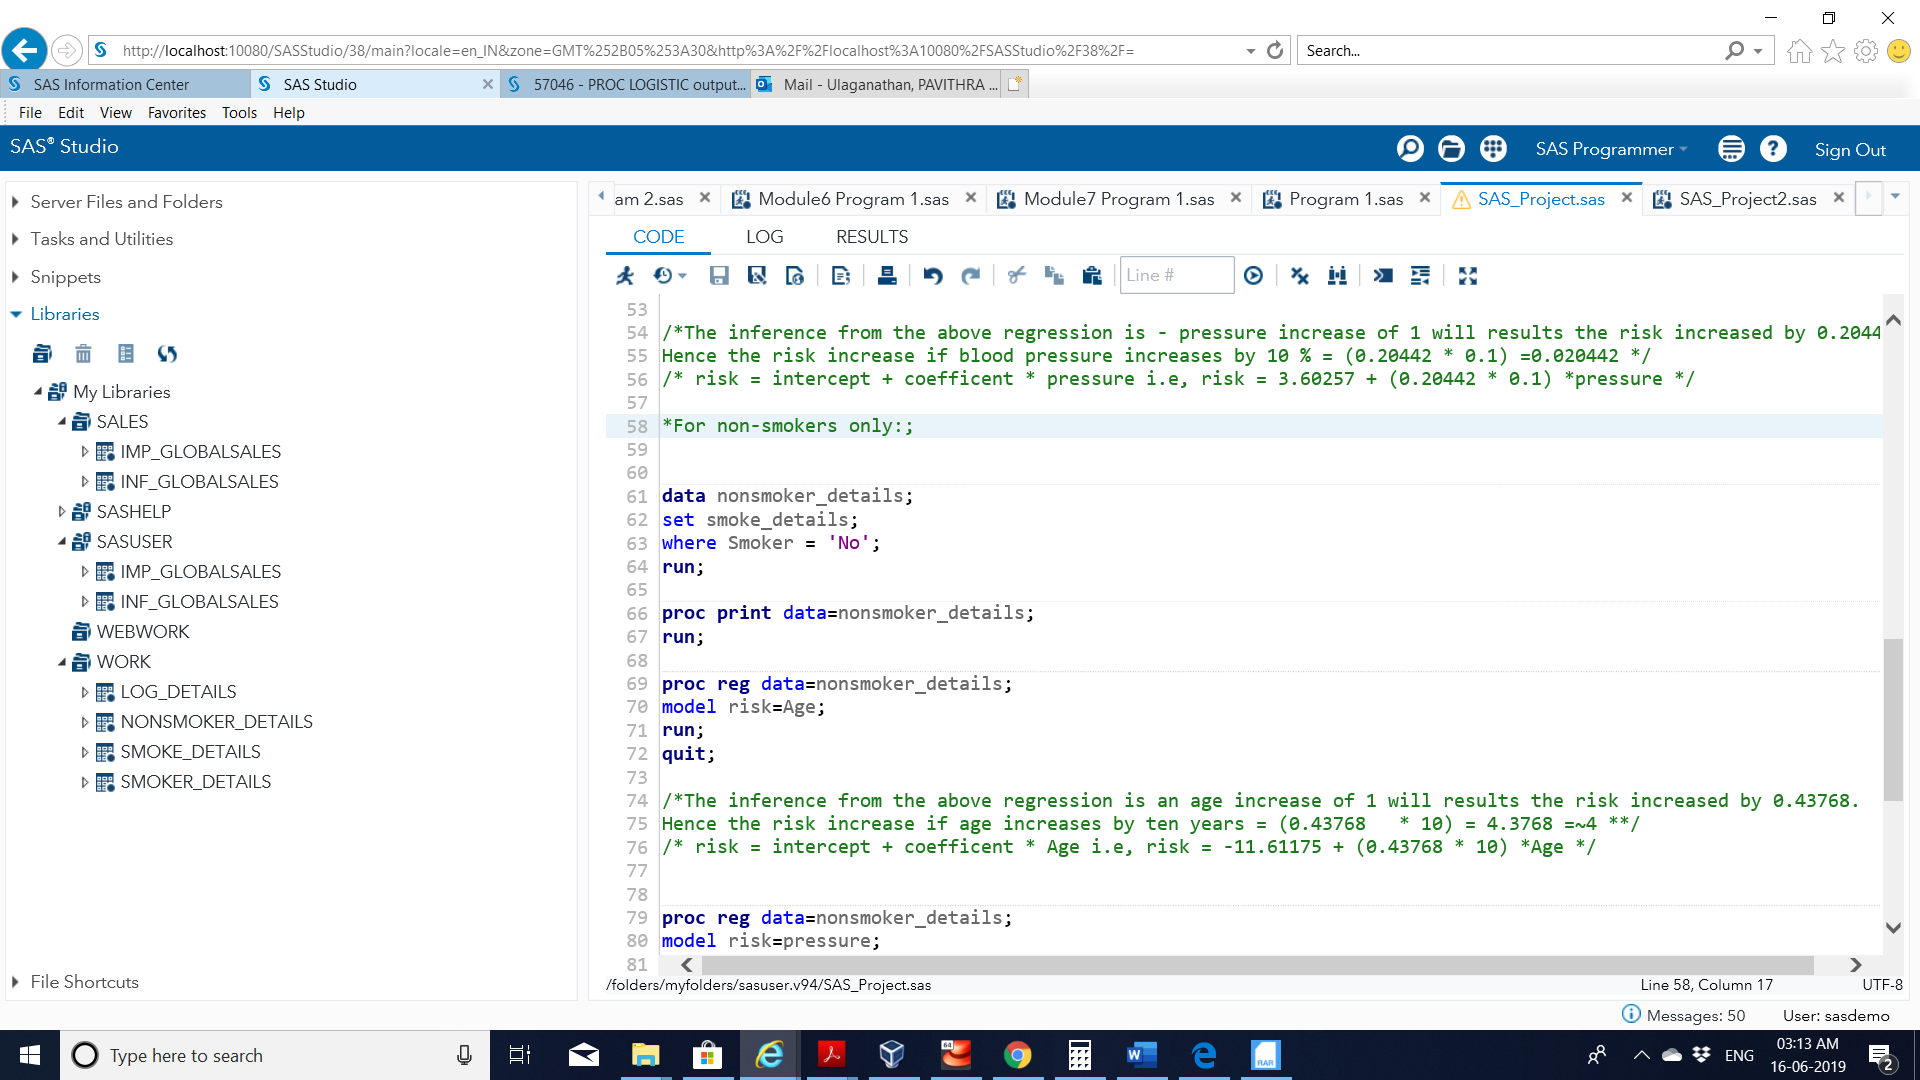 http://localhost:10080/SASStudio/38/main?locale=en_IN&zone=GMT%252B05%253A30&http%3A%2F%2Flocalhost%3A10080%2FSASStudio%2F38%2F=
Search...
SAS Information Center
SAS Studio
57046 - PROC LOGISTIC output...
Mail - Ulaganathan, PAVITHRA ...
File Edit View Favorites Tools Help
SAS® Studio
SAS Programmer
Sign Out
Server Files and Folders
Tasks and Utilities
Snippets
Libraries
My Libraries
SALES
IMP_GLOBALSALES
INF_GLOBALSALES
SASHELP
SASUSER
IMP_GLOBALSALES
INF_GLOBALSALES
WEBWORK
WORK
LOG_DETAILS
NONSMOKER_DETAILS
SMOKE_DETAILS
SMOKER_DETAILS
File Shortcuts
am 2.sas
Module6 Program 1.sas
Module7 Program 1.sas
Program 1.sas
SAS_Project.sas
SAS_Project2.sas
CODE LOG RESULTS
Line #
53
54 /*The inference from the above regression is - pressure increase of 1 will results the risk increased by 0.2044
55 Hence the risk increase if blood pressure increases by 10 % = (0.20442 * 0.1) =0.020442 */
56 /* risk = intercept + coefficent * pressure i.e, risk = 3.60257 + (0.20442 * 0.1) *pressure */
57
58 *For non-smokers only:;
59
60
61 data nonsmoker_details;
62 set smoke_details;
63 where Smoker = 'No';
64 run;
65
66 proc print data=nonsmoker_details;
67 run;
68
69 proc reg data=nonsmoker_details;
70 model risk=Age;
71 run;
72 quit;
73
74 /*The inference from the above regression is an age increase of 1 will results the risk increased by 0.43768.
75 Hence the risk increase if age increases by ten years = (0.43768   * 10) = 4.3768 =~4 **/
76 /* risk = intercept + coefficent * Age i.e, risk = -11.61175 + (0.43768 * 10) *Age */
77
78
79 proc reg data=nonsmoker_details;
80 model risk=pressure;
81
/folders/myfolders/sasuser.v94/SAS_Project.sas
Line 58, Column 17
UTF-8
Messages: 50
User: sasdemo
Type here to search
64
RAR
ENG
03:13 AM
16-06-2019
2